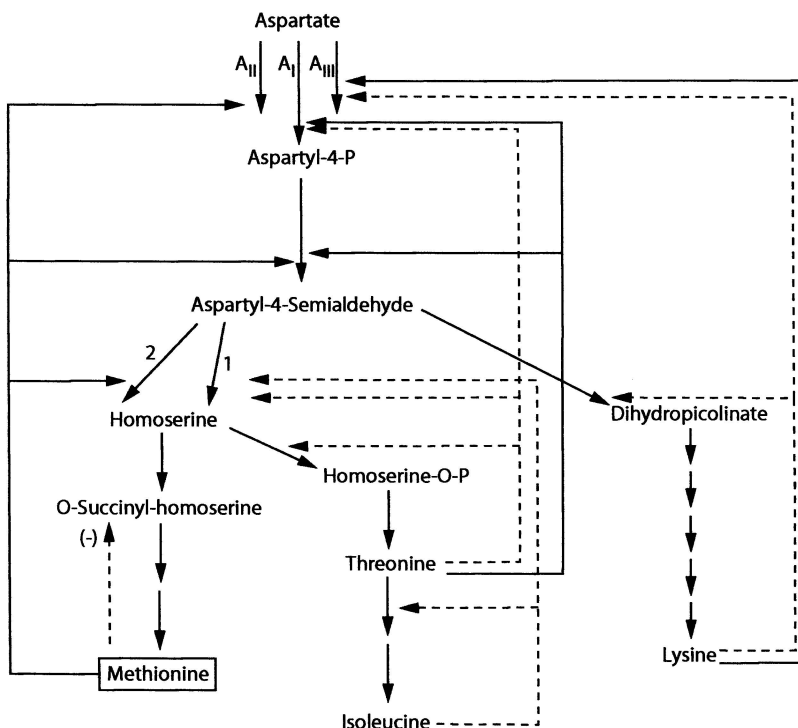 Aspartate
AII AI AIII
Aspartyl-4-P
Aspartyl-4-Semialdehyde
2
1
Homoserine
Dihydropicolinate
Homoserine-O-P
O-Succinyl-homoserine
(-)
Threonine
Lysine
Methionine
Isoleucine